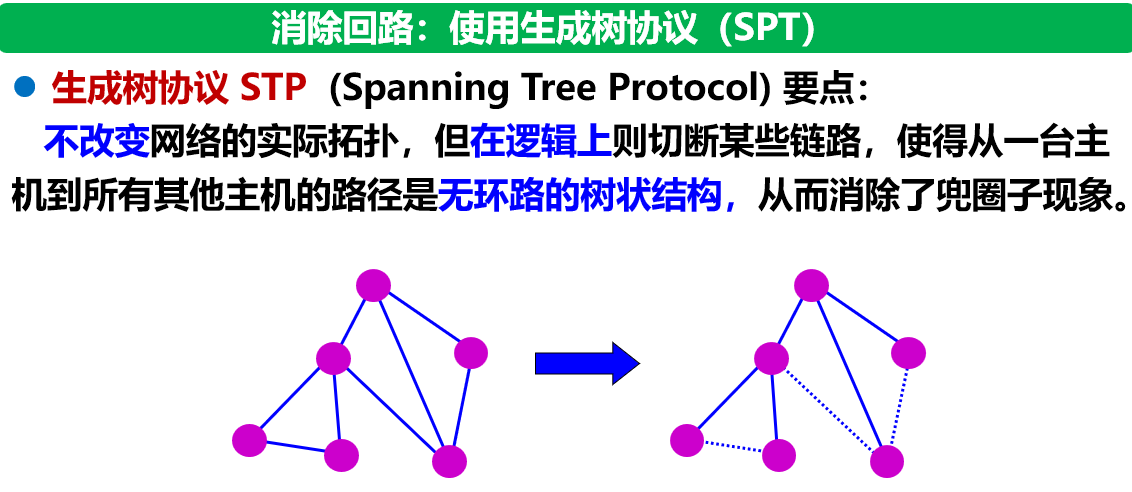 消除回路：使用生成树协议（SPT）
生成树协议 STP（Spanning Tree Protocol) 要点：
不改变网络的实际拓扑，但在逻辑上则切断某些链路，使得从一台主
机到所有其他主机的路径是无环路的树状结构，从而消除了兜圈子现象。